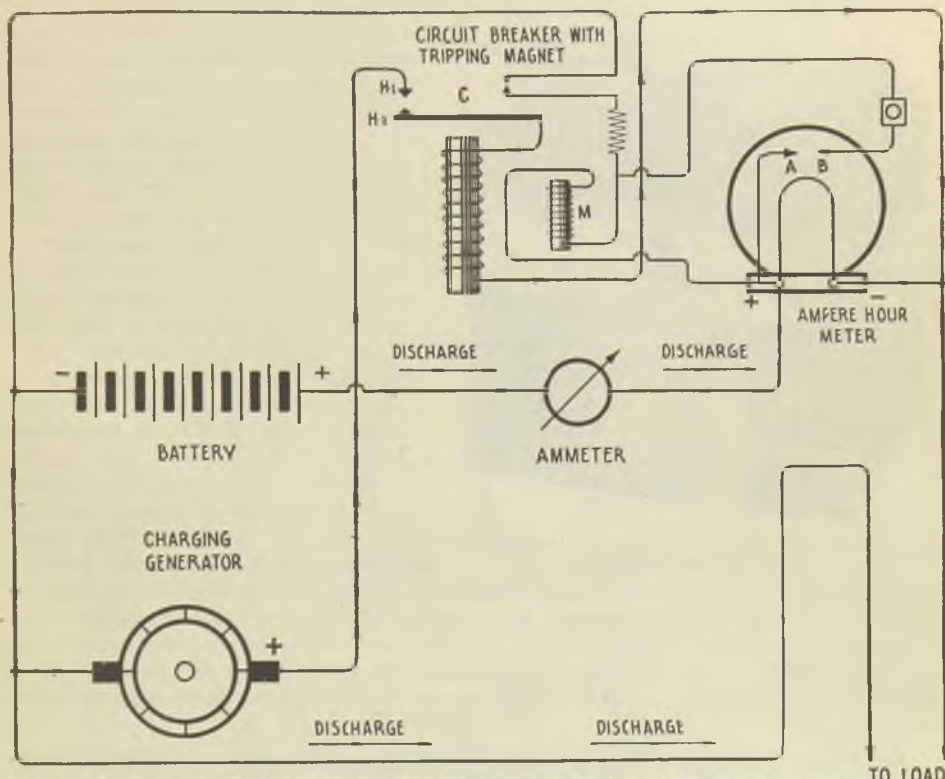 CIRCUIT BREAKER WITH
TRIPPING MAGNET
H1
C
H2
A B
M
+
-
AMPERE HOUR
METER
DISCHARGE
DISCHARGE
-
+
BATTERY
AMMETER
CHARGING
GENERATOR
+
DISCHARGE
DISCHARGE
TO LOAD